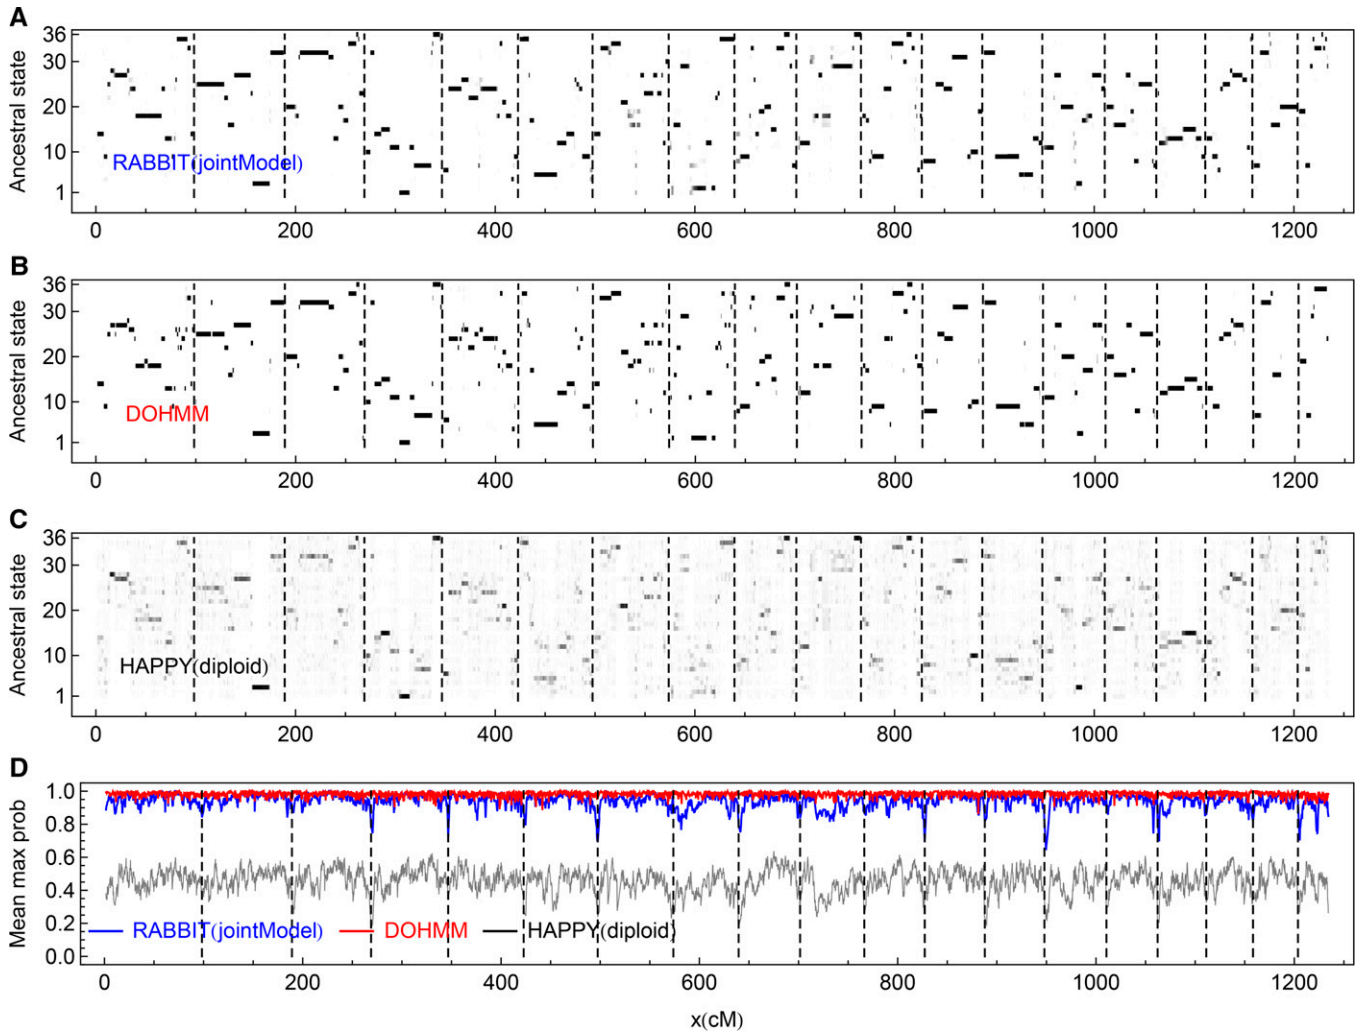 A
Ancestral state
36
30
20
10
1
RABBIT(jointModel)
0 200 400 600 800 1000 1200
B
Ancestral state
36
30
20
10
1
DOHMM
0 200 400 600 800 1000 1200
C
Ancestral state
36
30
20
10
1
HAPPY(diploid)
0 200 400 600 800 1000 1200
D
Mean max prob
1.0
0.8
0.6
0.4
0.2
0.0
RABBIT(jointModel) DOHMM HAPPY(diploid)
0 200 400 600 800 1000 1200
x(cM)